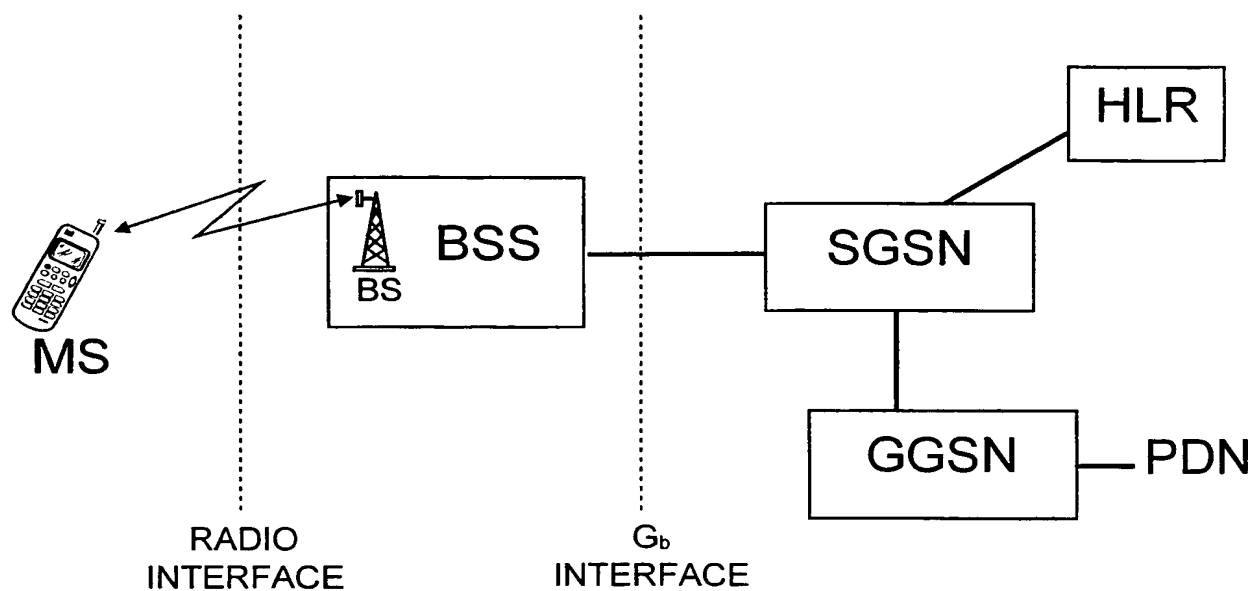 HLR
BSS
BS
SGSN
MS
GGSN
PDN
RADIO
INTERFACE
Gb
INTERFACE